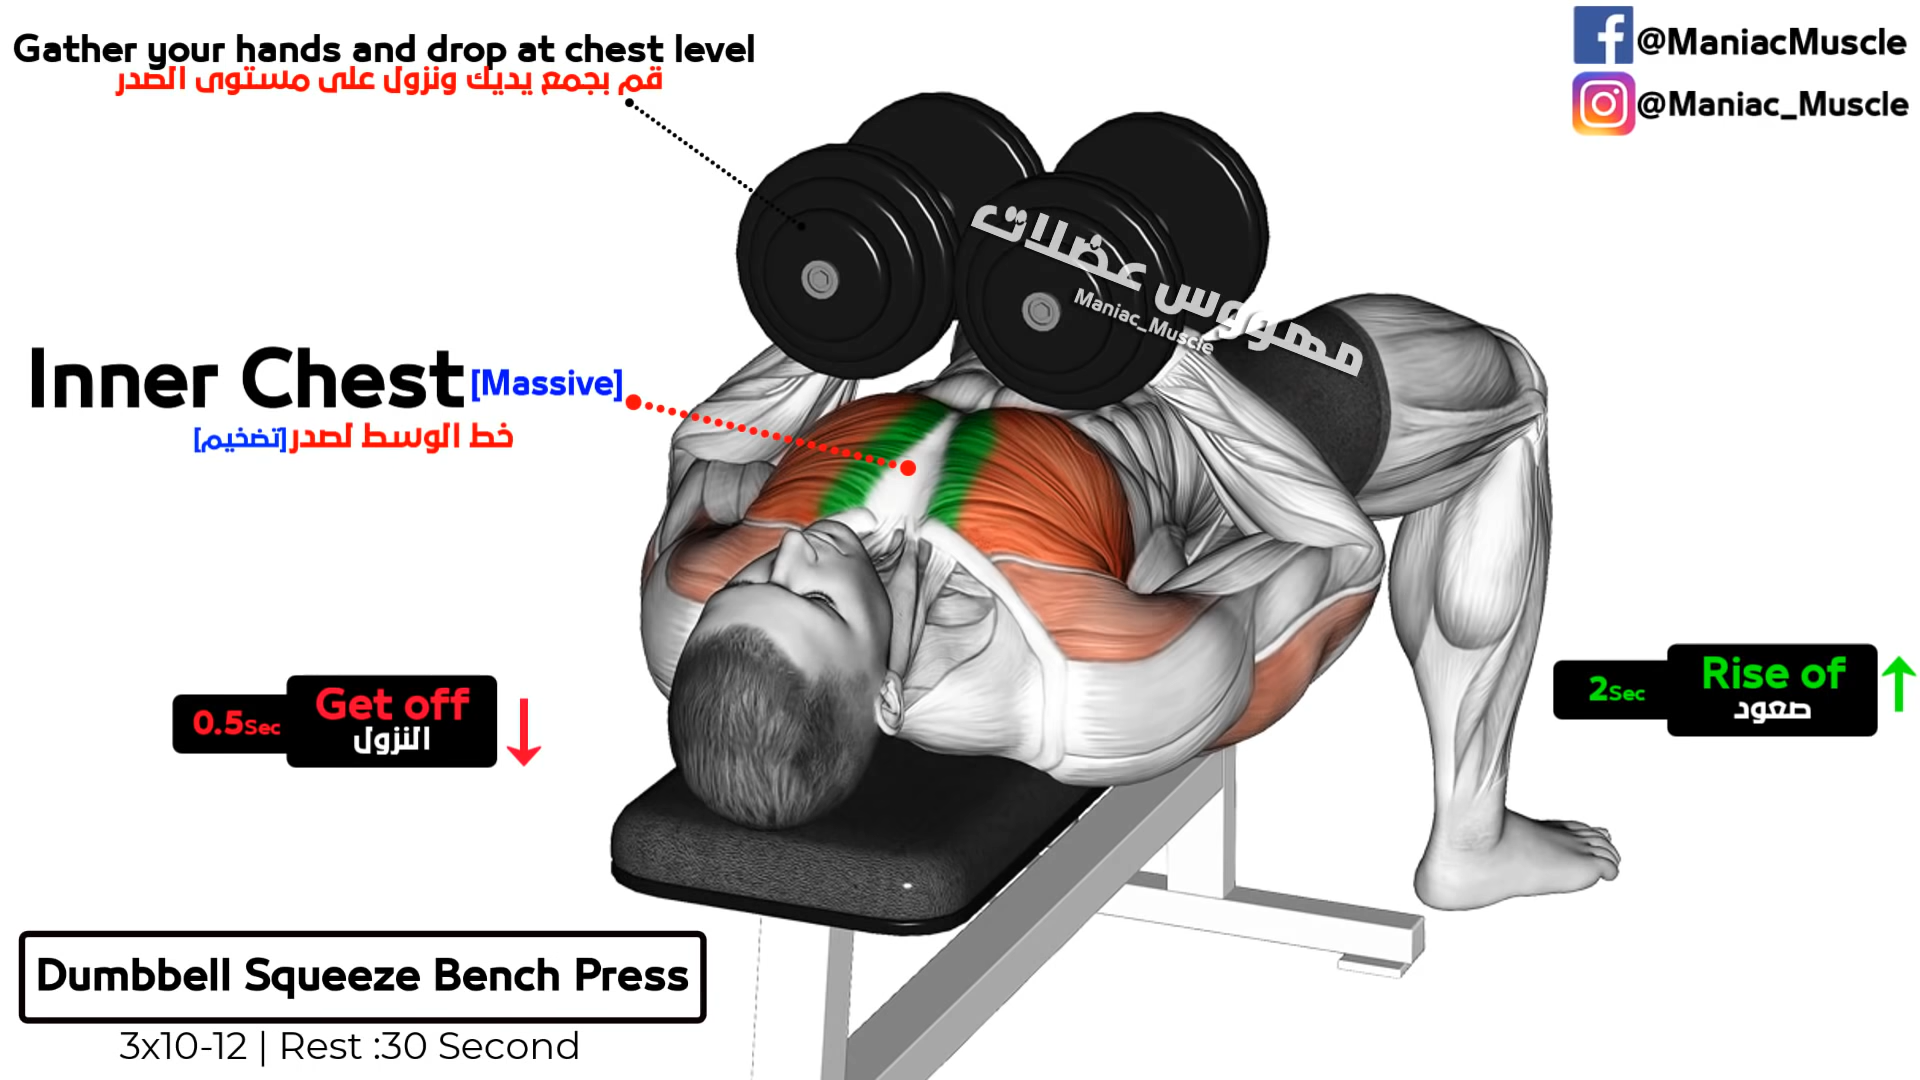 Gather your hands and drop at chest level
قم بجمع يديك ونزول على مستوى الصدر
@ManiacMuscle
@Maniac_Muscle
مهووس عضلات
Maniac_Muscle
Inner Chest [Massive]
خط الوسط لصدر [تضخيم]
0.5Sec
Get off
النزول
2Sec
Rise of
صعود
Dumbbell Squeeze Bench Press
3x10-12 | Rest :30 Second